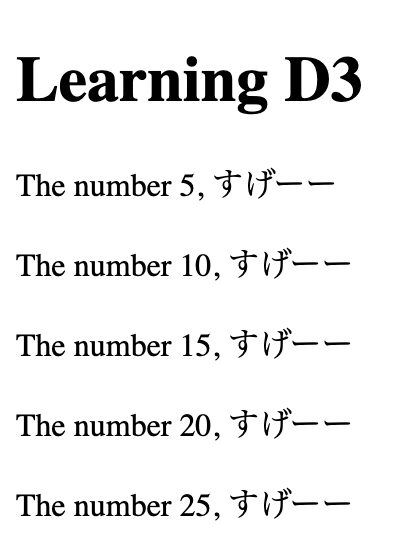 Learning D3
The number 5, すげーー
The number 10, すげーー
The number 15, すげーー
The number 20, すげーー
The number 25, すげーー